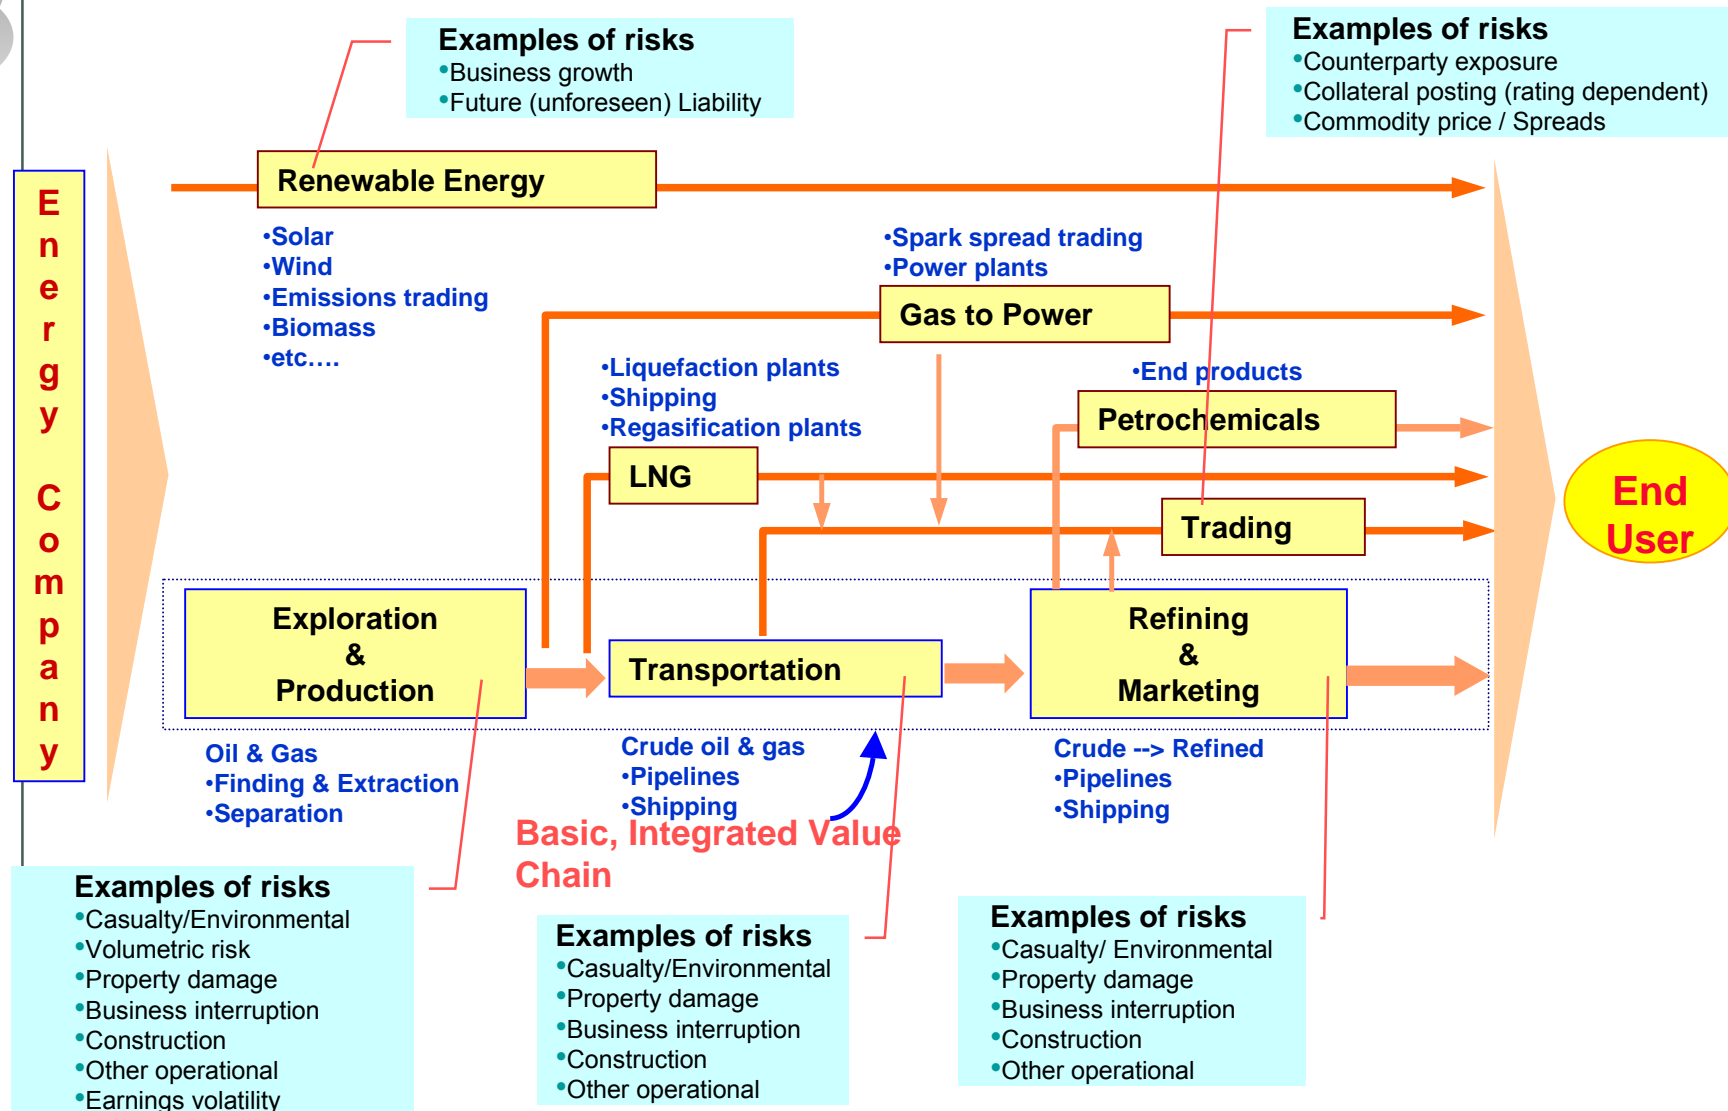 Examples of risks
•Business growth
•Future (unforeseen) Liability
Examples of risks
•Counterparty exposure
•Collateral posting (rating dependent)
•Commodity price / Spreads
Energy Company
Renewable Energy
•Solar
•Wind
•Emissions trading
•Biomass
•etc....
•Spark spread trading
•Power plants
Gas to Power
•Liquefaction plants
•Shipping
•Regasification plants
LNG
•End products
Petrochemicals
Trading
End
User
Exploration
&
Production
Transportation
Refining
&
Marketing
Oil & Gas
•Finding & Extraction
•Separation
Crude oil & gas
•Pipelines
•Shipping
Crude --> Refined
•Pipelines
•Shipping
Basic, Integrated Value
Chain
Examples of risks
•Casualty/Environmental
•Volumetric risk
•Property damage
•Business interruption
•Construction
•Other operational
•Earnings volatility
Examples of risks
•Casualty/Environmental
•Property damage
•Business interruption
•Construction
•Other operational
Examples of risks
•Casualty/ Environmental
•Property damage
•Business interruption
•Construction
•Other operational